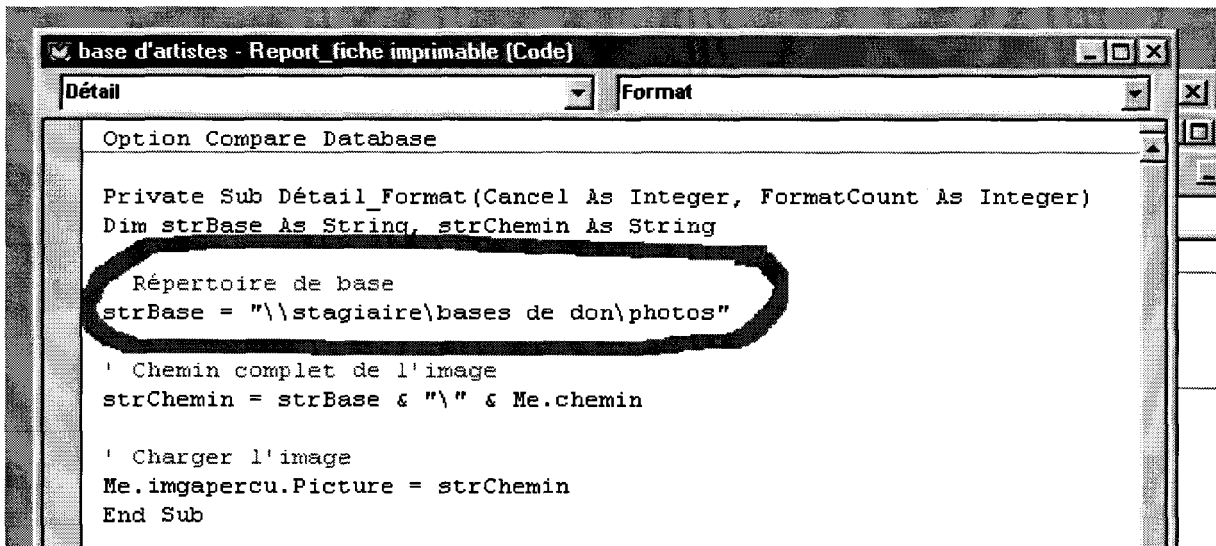 base d'artistes - Report_fiche imprimable (Code)
Détail Format
Option Compare Database
Private Sub Détail_Format(Cancel As Integer, FormatCount As Integer)
Dim strBase As String, strChemin As String
Répertoire de base
strBase = "\\stagiaire\bases de don\photos"
' Chemin complet de l'image
strChemin = strBase & "\" & Me.chemin
' Charger l'image
Me.imgapercu.Picture = strChemin
End Sub